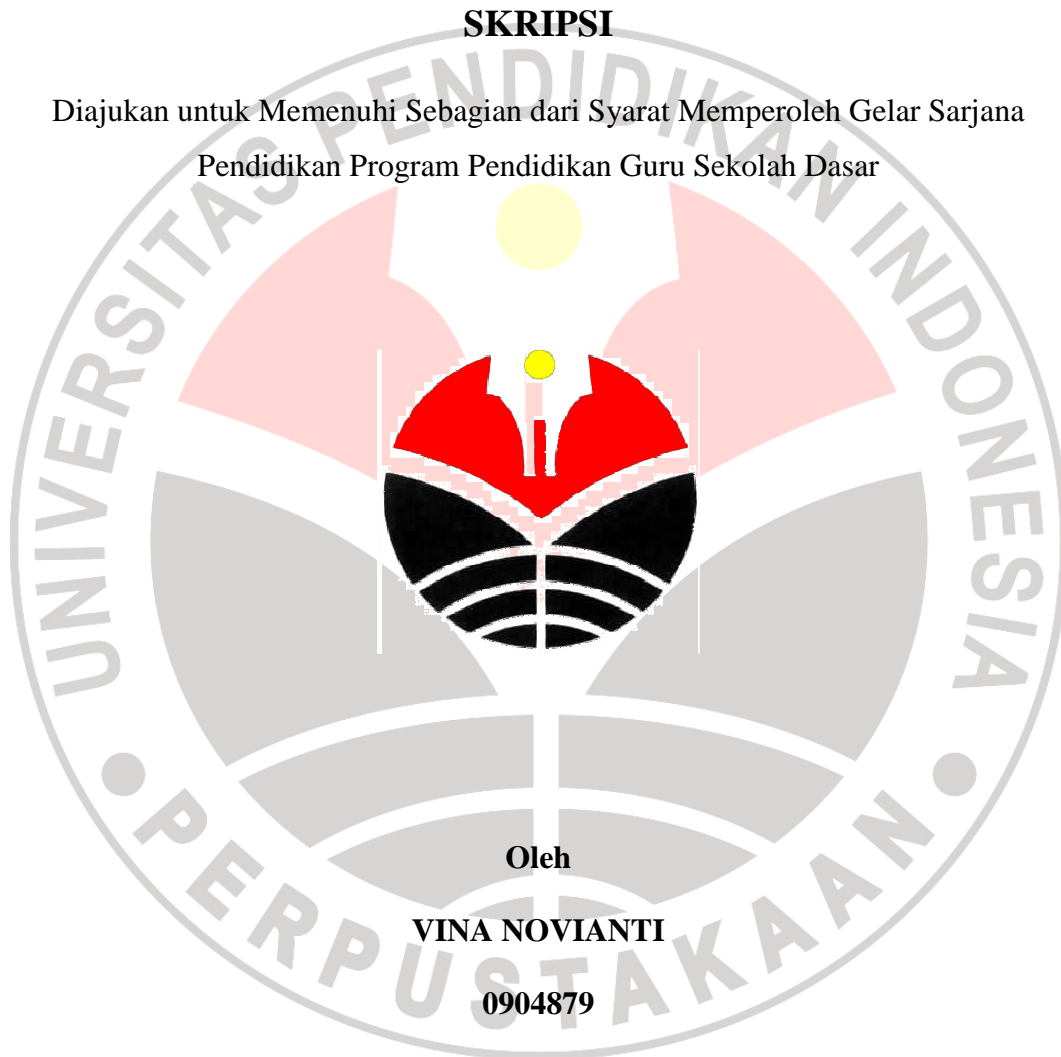 SKRIPSI
Diajukan untuk Memenuhi Sebagian dari Syarat Memperoleh Gelar Sarjana
Pendidikan Program Pendidikan Guru Sekolah Dasar
UNIVERSITAS PENDIDIKAN INDONESIA
Oleh
VINA NOVIANTI
0904879
PERPUSTAKAAN